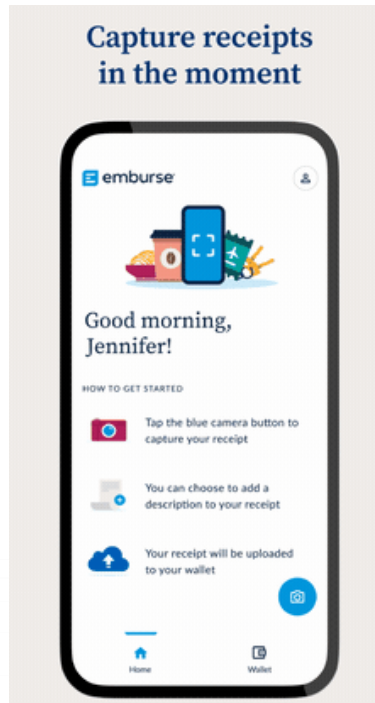 Capture receipts
in the moment
emburse
Good morning,
Jennifer!
HOW TO GET STARTED
Tap the blue camera button to
capture your receipt
You can choose to add a
description to your receipt
Your receipt will be uploaded
to your wallet
Home
Wallet